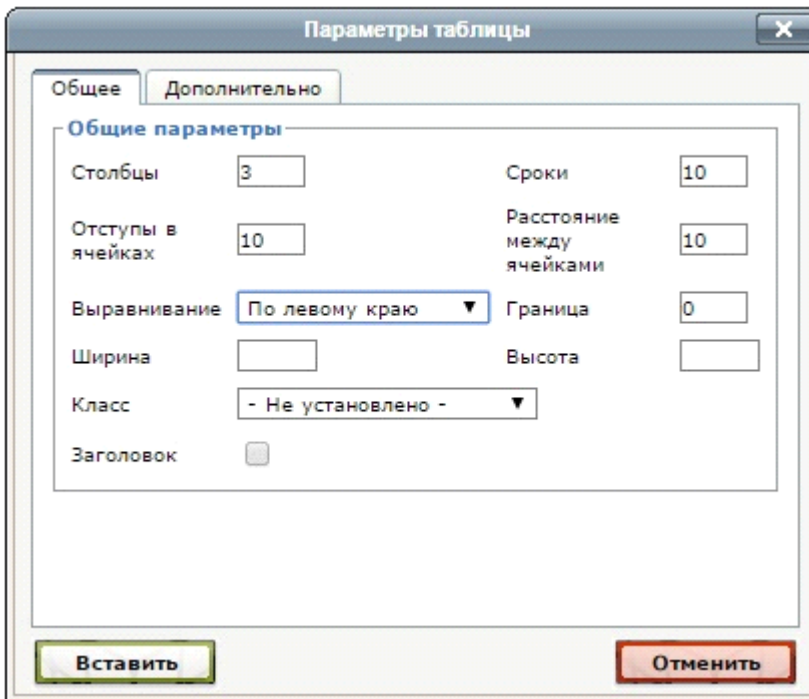 Параметры таблицы
Общее Дополнительно
Общие параметры
Столбцы 3 Сроки 10
Отступы в ячейках 10 Расстояние между ячейками 10
Выравнивание По левому краю Граница 0
Ширина Высота
Класс - Не установлено -
Заголовок
Вставить Отменить